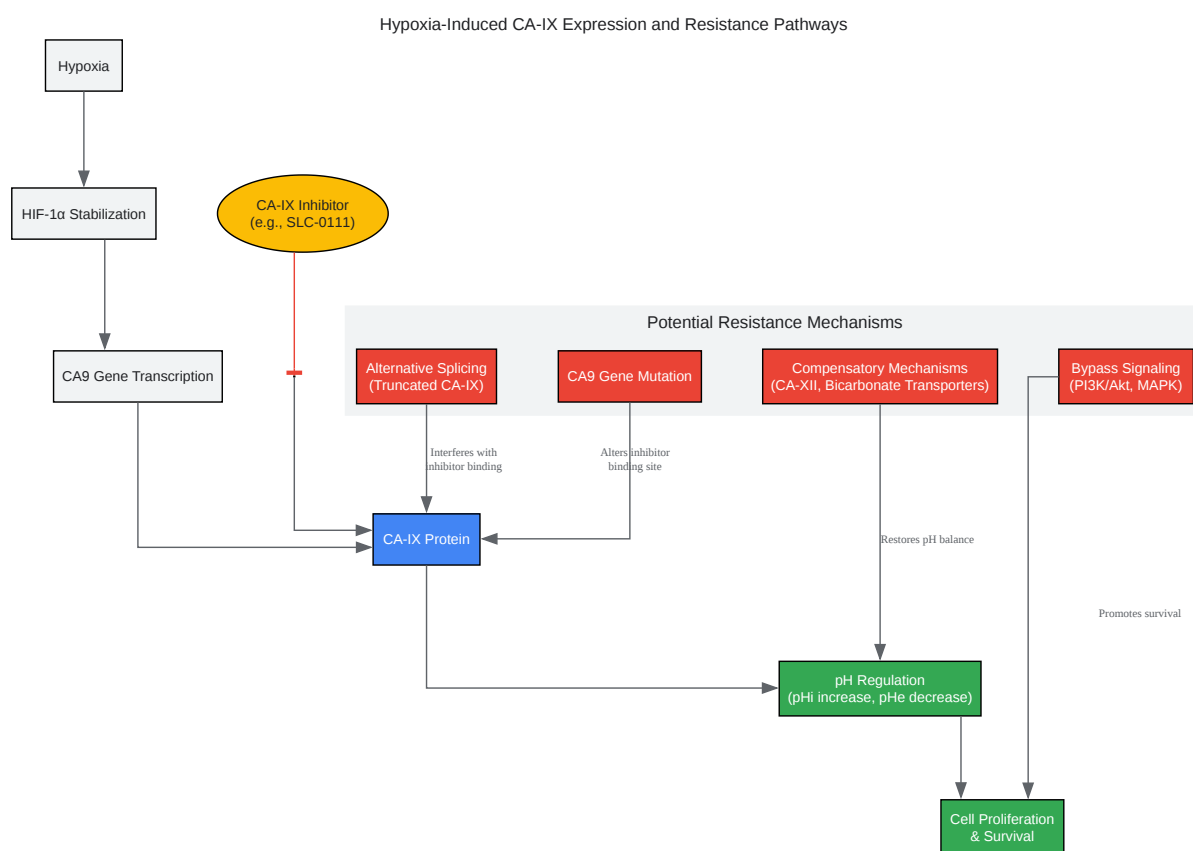 Hypoxia-Induced CA-IX Expression and Resistance Pathways
Hypoxia
HIF-1α Stabilization
CA-IX Inhibitor
(e.g., SLC-0111)
Potential Resistance Mechanisms
CA9 Gene Transcription
Alternative Splicing
(Truncated CA-IX)
CA9 Gene Mutation
Compensatory Mechanisms
(CA-XII, Bicarbonate Transporters)
Bypass Signaling
(PI3K/Akt, MAPK)
Interferes with
inhibitor binding
Alters inhibitor
binding site
CA-IX Protein
Restores pH balance
Promotes survival
pH Regulation
(pHi increase, pHe decrease)
Cell Proliferation
& Survival